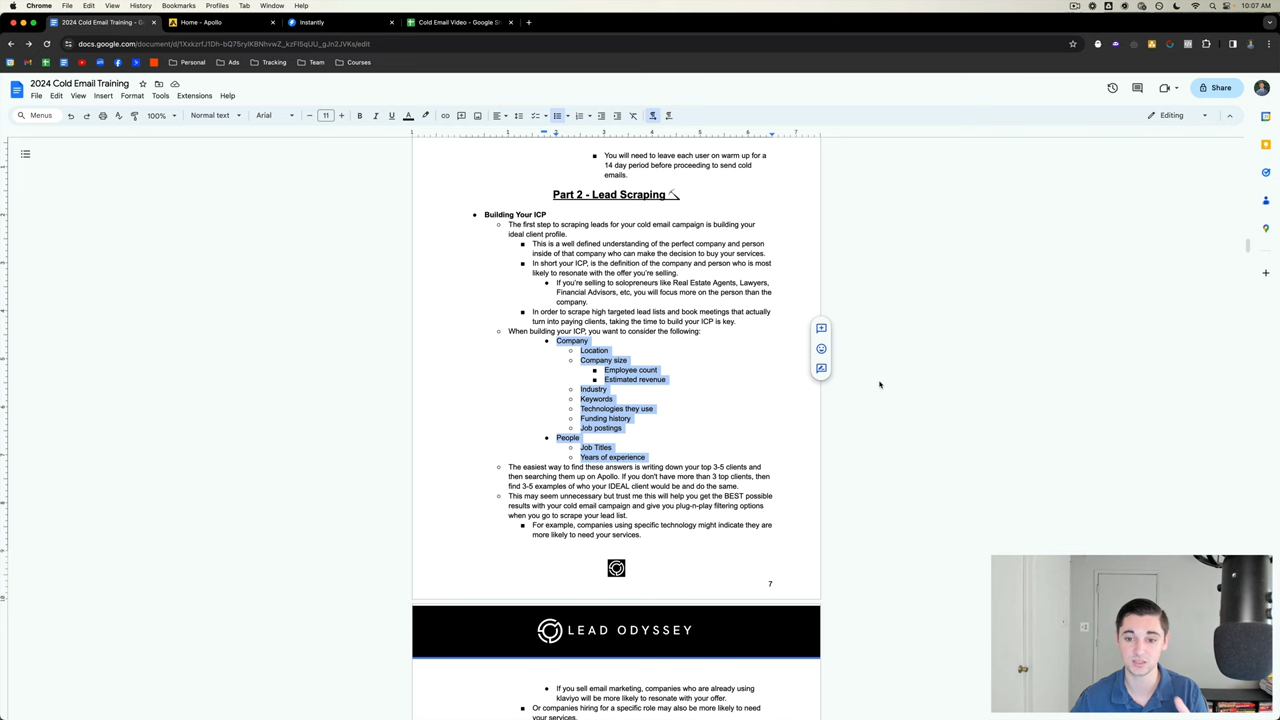 Chrome File Edit View History Bookmarks Profiles Tab Window Help 10:07 AM
2024 Cold Email Training - G Home - Apollo Instantly Cold Email Video - Google Sh
docs.google.com
Personal Ads Tracking Team Courses
2024 Cold Email Training
File Edit View Insert Format Tools Extensions Help
Share
Menus 100% Normal text Arial 11 B I U A Editing
1 1 2 3 4 5 6 7
You will need to leave each user on warm up for a
14 day period before proceeding to send cold
emails.
Part 2 - Lead Scraping
Building Your ICP
The first step to scraping leads for your cold email campaign is building your
ideal client profile.
This is a well defined understanding of the perfect company and person
inside of that company who can make the decision to buy your services.
In short your ICP, is the definition of the company and person who is most
likely to resonate with the offer you're selling.
If you're selling to solopreneurs like Real Estate Agents, Lawyers,
Financial Advisors, etc, you will focus more on the person than the
company.
In order to scrape high targeted lead lists and book meetings that actually
turn into paying clients, taking the time to build your ICP is key.
When building your ICP, you want to consider the following:
Company
Location
Company size
Employee count
Estimated revenue
Industry
Keywords
Technologies they use
Funding history
Job postings
People
Job Titles
Years of experience
The easiest way to find these answers is writing down your top 3-5 clients and
then searching them up on Apollo. If you don't have more than 3 top clients, then
find 3-5 examples of who your IDEAL client would be and do the same.
This may seem unnecessary but trust me this will help you get the BEST possible
results with your cold email campaign and give you plug-n-play filtering options
when you go to scrape your lead list.
For example, companies using specific technology might indicate they are
more likely to need your services.
7
LEAD ODYSSEY
If you sell email marketing, companies who are already using
klaviyo will be more likely to resonate with your offer.
Or companies hiring for a specific role may also be more likely to need
your services.